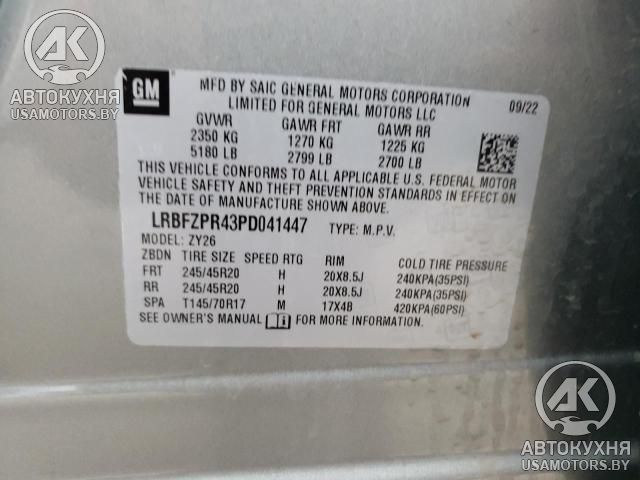 АВТОКУХНЯ
USAMOTORS.BY
GM
MFD BY SAIC GENERAL MOTORS CORPORATION
LIMITED FOR GENERAL MOTORS LLC
09/22
GVWR GAWR FRT GAWR RR
2350 KG 1270 KG 1225 KG
5180 LB 2799 LB 2700 LB
THIS VEHICLE CONFORMS TO ALL APPLICABLE U.S. FEDERAL MOTOR
VEHICLE SAFETY AND THEFT PREVENTION STANDARDS IN EFFECT ON
THE DATE OF MANUFACTURE SHOWN ABOVE.
LRBFZPR43PD041447 TYPE: M.P.V.
MODEL: ZY26
ZBDN TIRE SIZE SPEED RTG RIM COLD TIRE PRESSURE
FRT 245/45R20 H 20X8.5J 240KPA(35PSI)
RR 245/45R20 H 20X8.5J 240KPA(35PSI)
SPA T145/70R17 M 17X4B 420KPA(60PSI)
SEE OWNER'S MANUAL FOR MORE INFORMATION.
АВТОКУХНЯ
USAMOTORS.BY